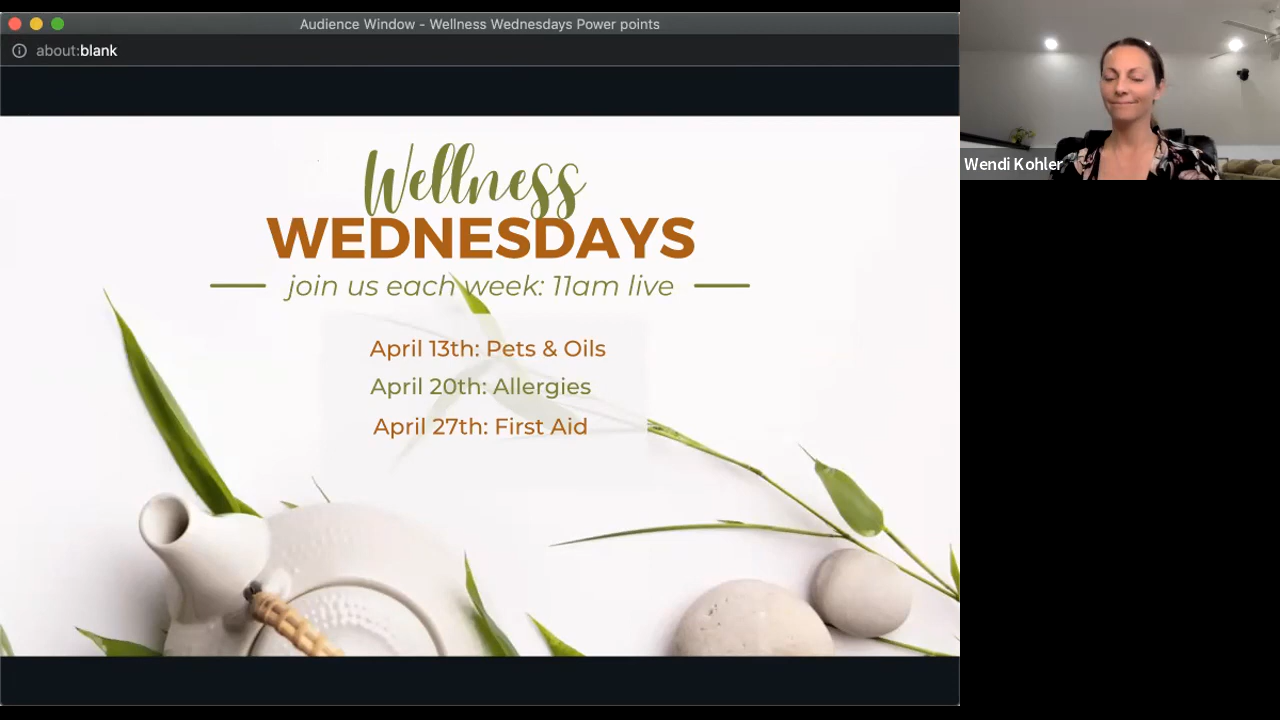 Audience Window - Wellness Wednesdays Power points
about:blank
Wellness
WEDNESDAYS
join us each week: 11am live
April 13th: Pets & Oils
April 20th: Allergies
April 27th: First Aid
Wendi Kohler